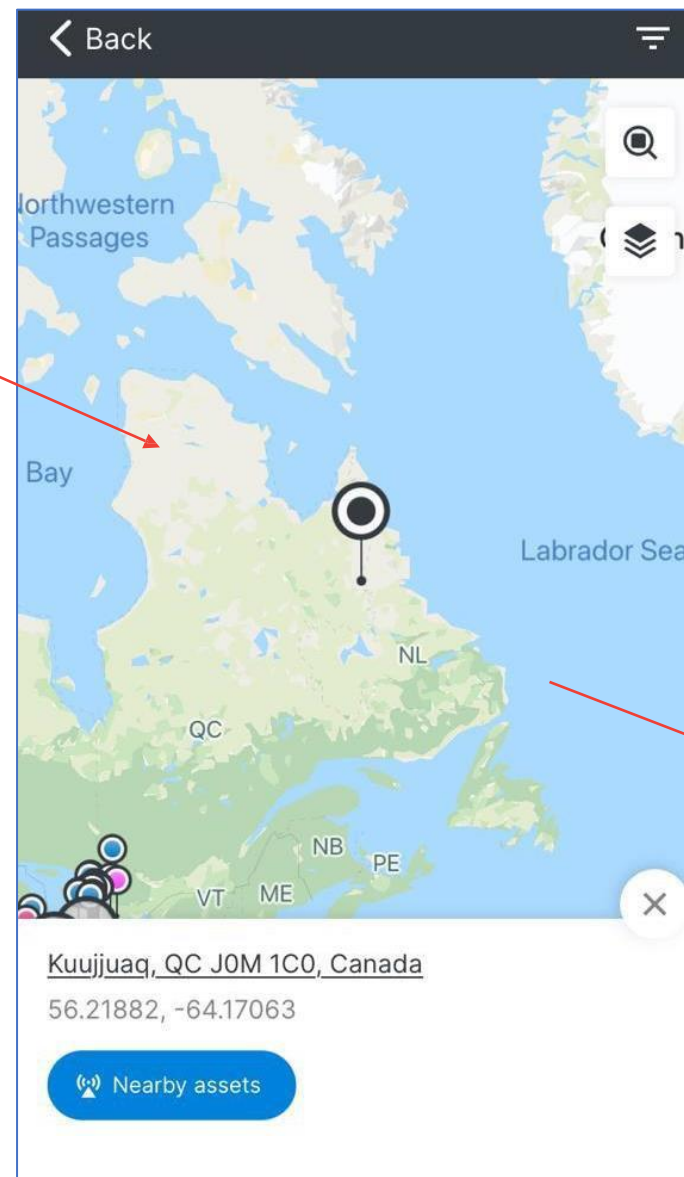 Back
Northwestern
Passages
Bay
Labrador Sea
NL
QC
NB
PE
VT
ME
Kuujjuaq, QC J0M 1C0, Canada
56.21882, -64.17063
Nearby assets